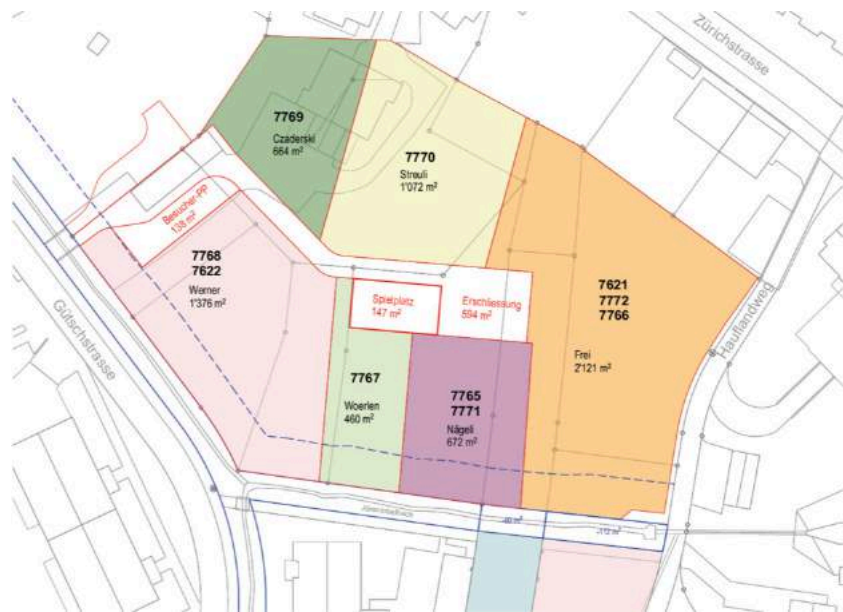 Zürichstrasse
7769
Czaderski
664 m²
7770
Streuli
1'072 m²
Besucher-PP
138 m²
7768
7622
Werner
1'376 m²
7621
7772
7766
Frei
2'121 m²
Spielplatz
147 m²
Erschliessung
594 m²
Hauflandweg
Gütschstrasse
7767
Woerlen
460 m²
7765
7771
Nägeli
672 m²